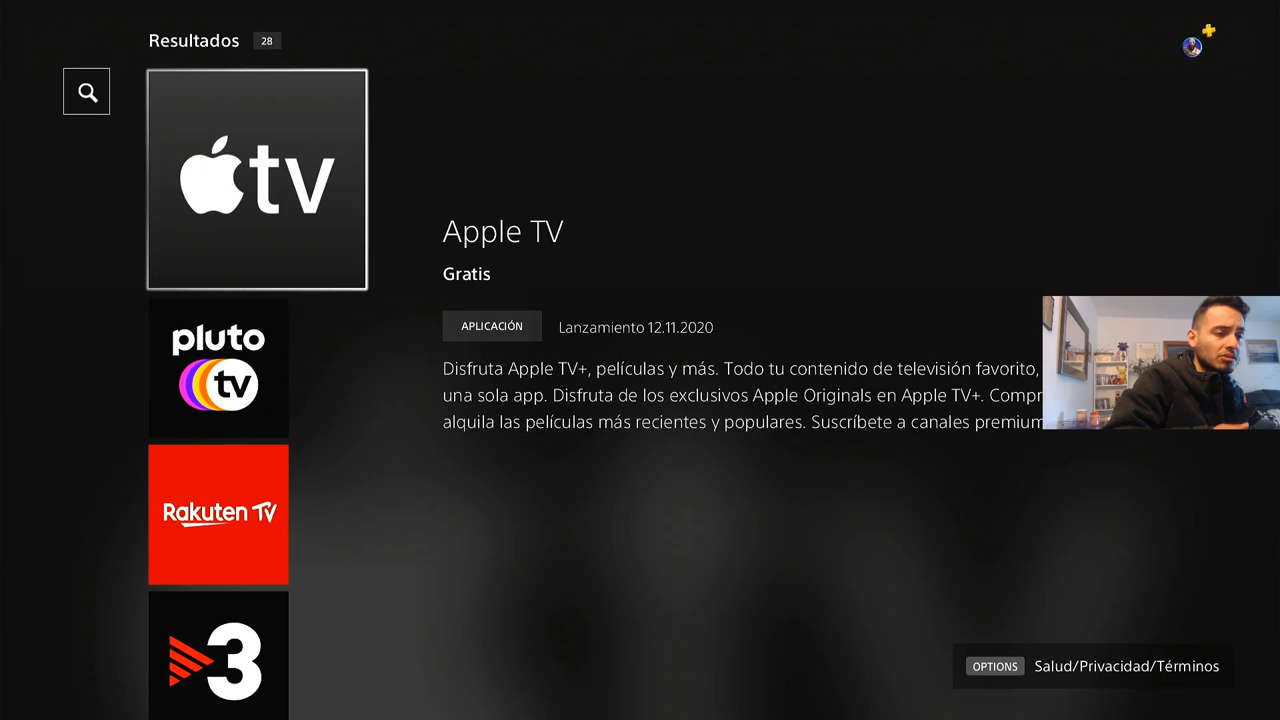 Resultados 28
tv
Apple TV
Gratis
APLICACIÓN Lanzamiento 12.11.2020
Disfruta Apple TV+, películas y más. Todo tu contenido de televisión favorito,
una sola app. Disfruta de los exclusivos Apple Originals en Apple TV+. Compr
alquila las películas más recientes y populares. Suscríbete a canales premium
pluto
tv
Rakuten TV
3
OPTIONS Salud/Privacidad/Términos